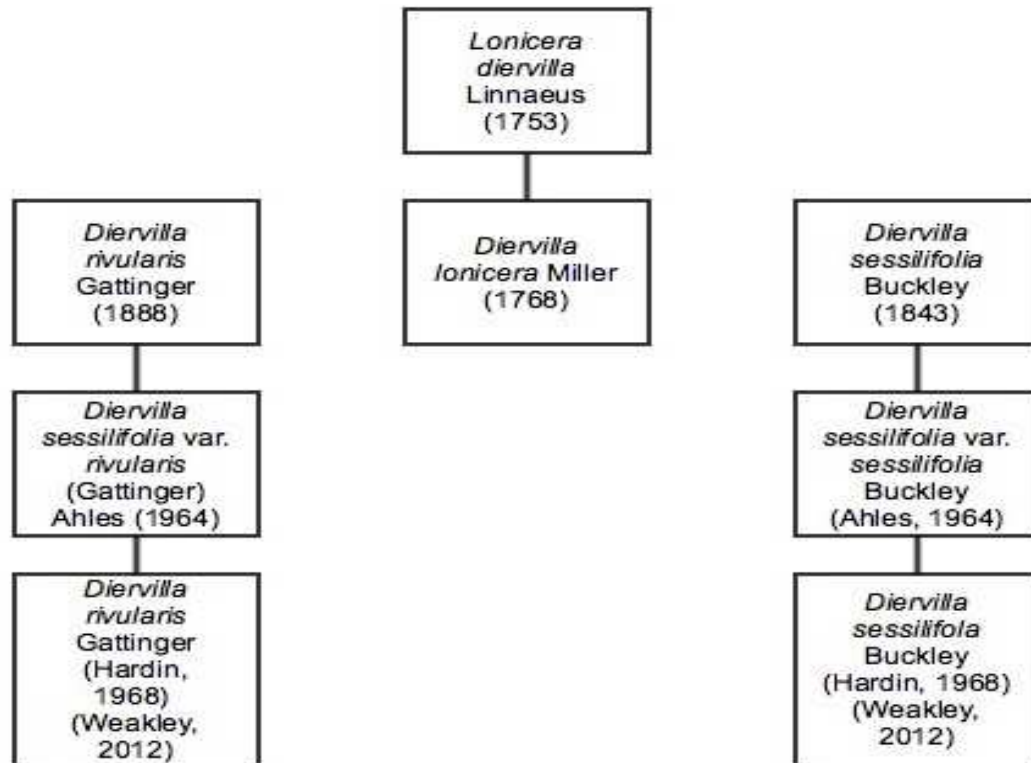 Lonicera
diervilla
Linnaeus
(1753)
Diervilla
rivularis
Gattinger
(1888)
Diervilla
lonicera Miller
(1768)
Diervilla
sessilifolia
Buckley
(1843)
Diervilla
sessilifolia var.
rivularis
(Gattinger)
Ahles (1964)
Diervilla
sessilifolia var.
sessilifolia
Buckley
(Ahles, 1964)
Diervilla
rivularis
Gattinger
(Hardin,
1968)
(Weakley,
2012)
Diervilla
sessilifola
Buckley
(Hardin, 1968)
(Weakley,
2012)